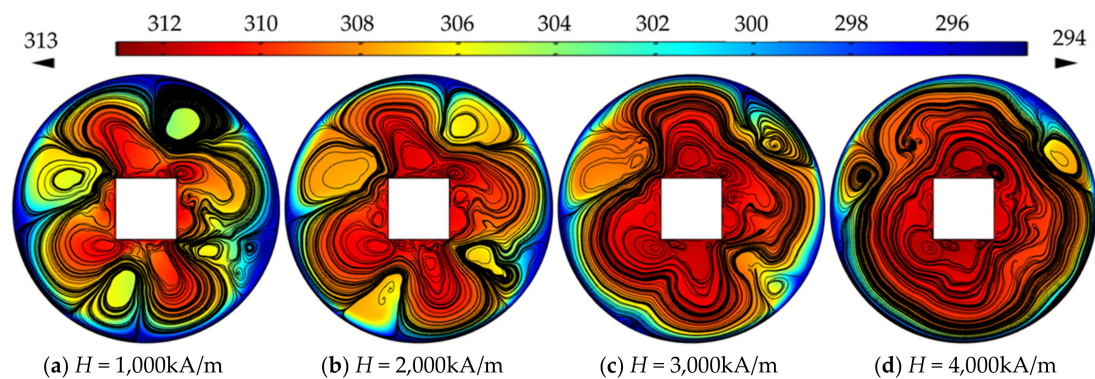 312 310 308 306 304 302 300 298 296
313 294
(a) H = 1,000kA/m (b) H = 2,000kA/m (c) H = 3,000kA/m (d) H = 4,000kA/m